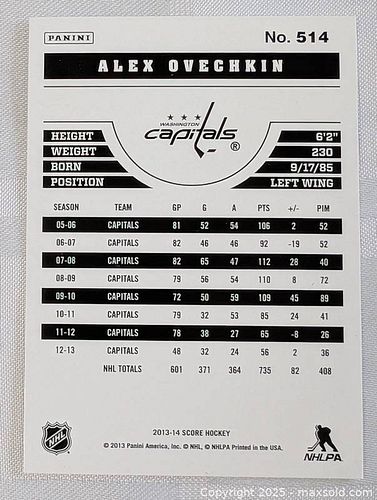 PANINI
No. 514
ALEX OVECHKIN
WASHINGTON
capitals
®
HEIGHT 6'2"
WEIGHT 230
BORN 9/17/85
POSITION LEFT WING
SEASON TEAM GP G A PTS +/- PIM
05-06 CAPITALS 81 52 54 106 2 52
06-07 CAPITALS 82 46 46 92 -19 52
07-08 CAPITALS 82 65 47 112 28 40
08-09 CAPITALS 79 56 54 110 8 72
09-10 CAPITALS 72 50 59 109 45 89
10-11 CAPITALS 79 32 53 85 24 41
11-12 CAPITALS 78 38 27 65 -8 26
12-13 CAPITALS 48 32 24 56 2 36
NHL TOTALS 601 371 364 735 82 408
2013-14 SCORE HOCKEY
© 2013 Panini America, Inc. © NHL, © NHLPA Printed in the USA.
NHL
NHLPA
Copyright 2025 - maxsold.com